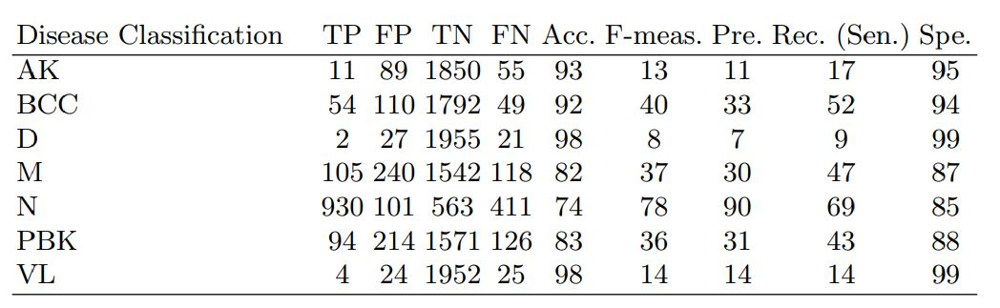 Disease Classification TP FP TN FN Acc. F-meas. Pre. Rec. (Sen.) Spe.
AK 11 89 1850 55 93 13 11 17 95
BCC 54 110 1792 49 92 40 33 52 94
D 2 27 1955 21 98 8 7 9 99
M 105 240 1542 118 82 37 30 47 87
N 930 101 563 411 74 78 90 69 85
PBK 94 214 1571 126 83 36 31 43 88
VL 4 24 1952 25 98 14 14 14 99